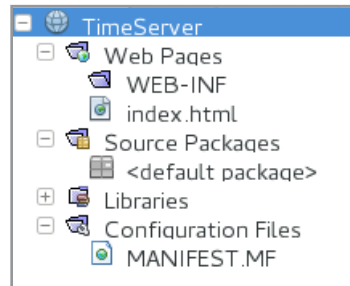 TimeServer
Web Pages
WEB-INF
index.html
Source Packages
<default package>
Libraries
Configuration Files
MANIFEST.MF